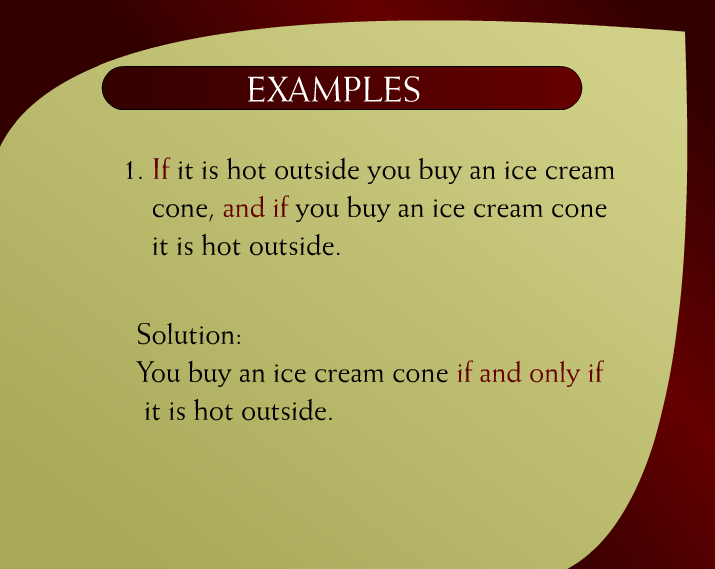 EXAMPLES
1. If it is hot outside you buy an ice cream
cone, and if you buy an ice cream cone
it is hot outside.
Solution:
You buy an ice cream cone if and only if
it is hot outside.